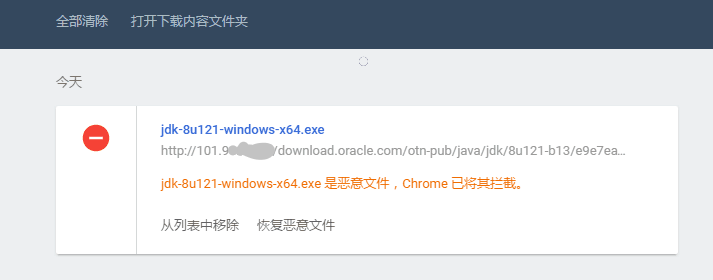 全部清除 打开下载内容文件夹
今天
jdk-8u121-windows-x64.exe
http://101.9 /download.oracle.com/otn-pub/java/jdk/8u121-b13/e9e7ea...
jdk-8u121-windows-x64.exe 是恶意文件，Chrome 已将其拦截。
从列表中移除 恢复恶意文件